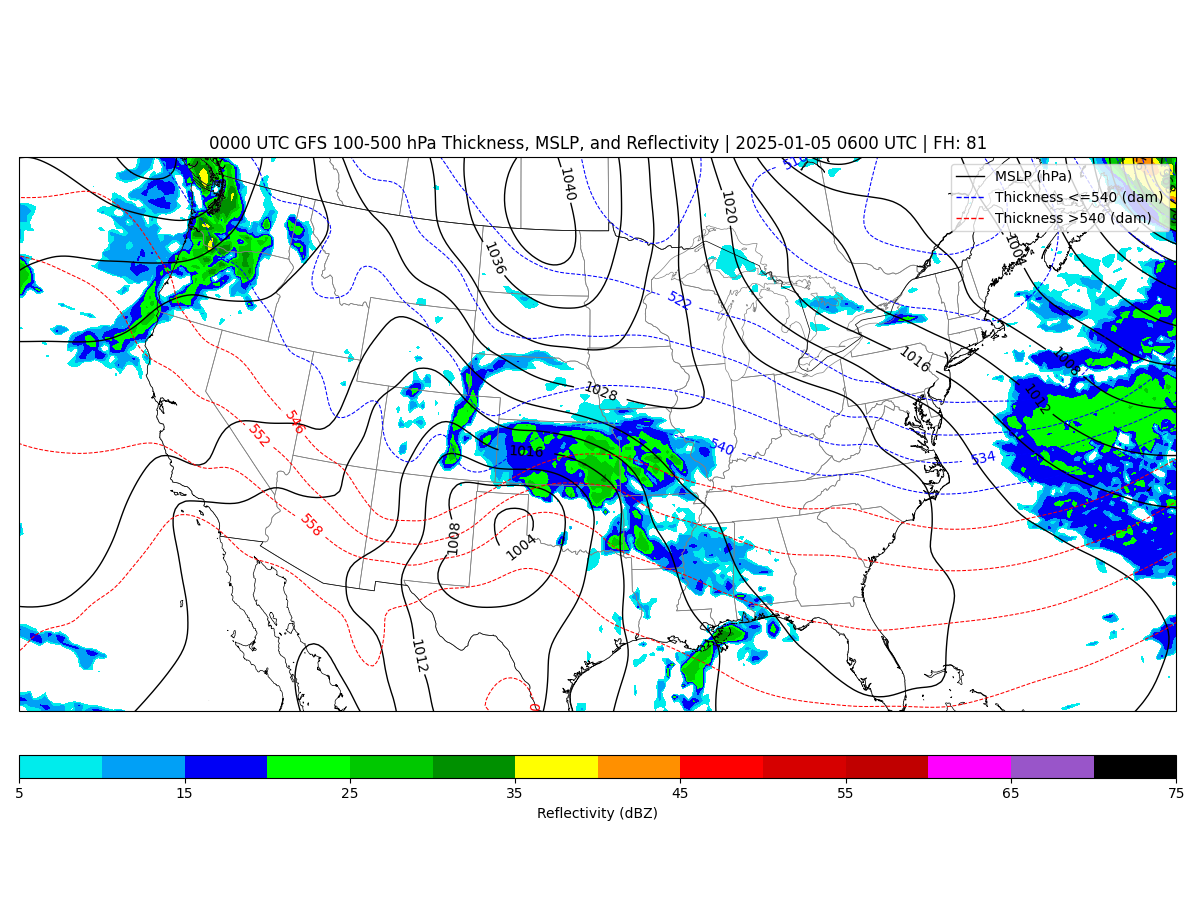 0000 UTC GFS 100-500 hPa Thickness, MSLP, and Reflectivity | 2025-01-05 0600 UTC | FH: 81
MSLP (hPa)
Thickness <=540 (dam)
Thickness >540 (dam)
1040
1020
1036
522
1016
1008
1028
1012
546
552
540
534
1016
558
1008
1004
1012
5 15 25 35 45 55 65 75
Reflectivity (dBZ)